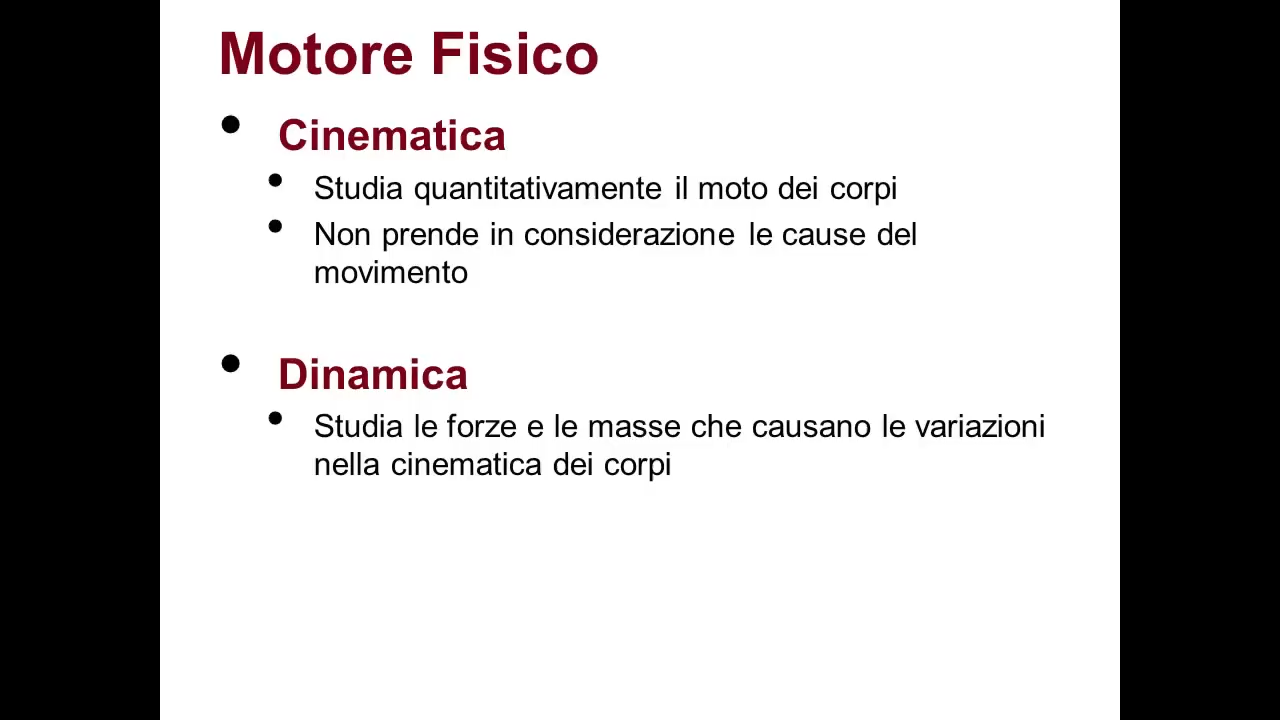 Motore Fisico
• Cinematica
• Studia quantitativamente il moto dei corpi
• Non prende in considerazione le cause del
movimento
• Dinamica
• Studia le forze e le masse che causano le variazioni
nella cinematica dei corpi